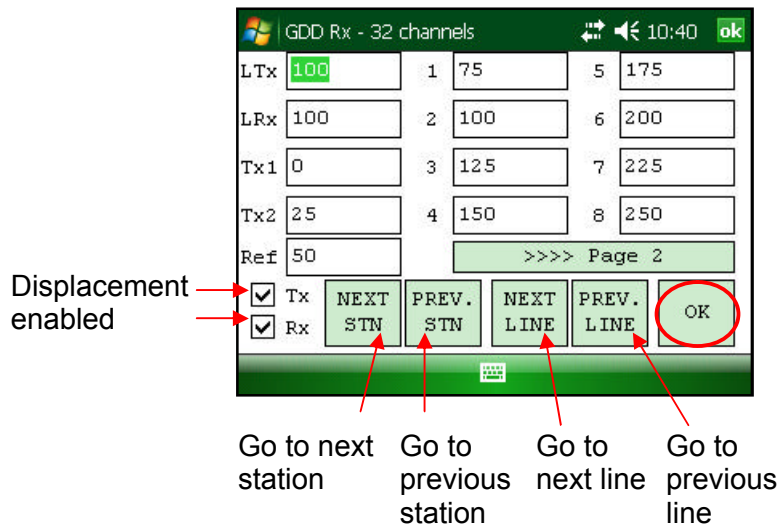 GDD Rx - 32 channels 10:40 ok
LTx 100 1 75 5 175
LRx 100 2 100 6 200
Tx1 0 3 125 7 225
Tx2 25 4 150 8 250
Ref 50 >>>> Page 2
Displacement enabled
Tx
Rx
NEXT STN
PREV. STN
NEXT LINE
PREV. LINE
OK
Go to next station
Go to previous station
Go to next line
Go to previous line